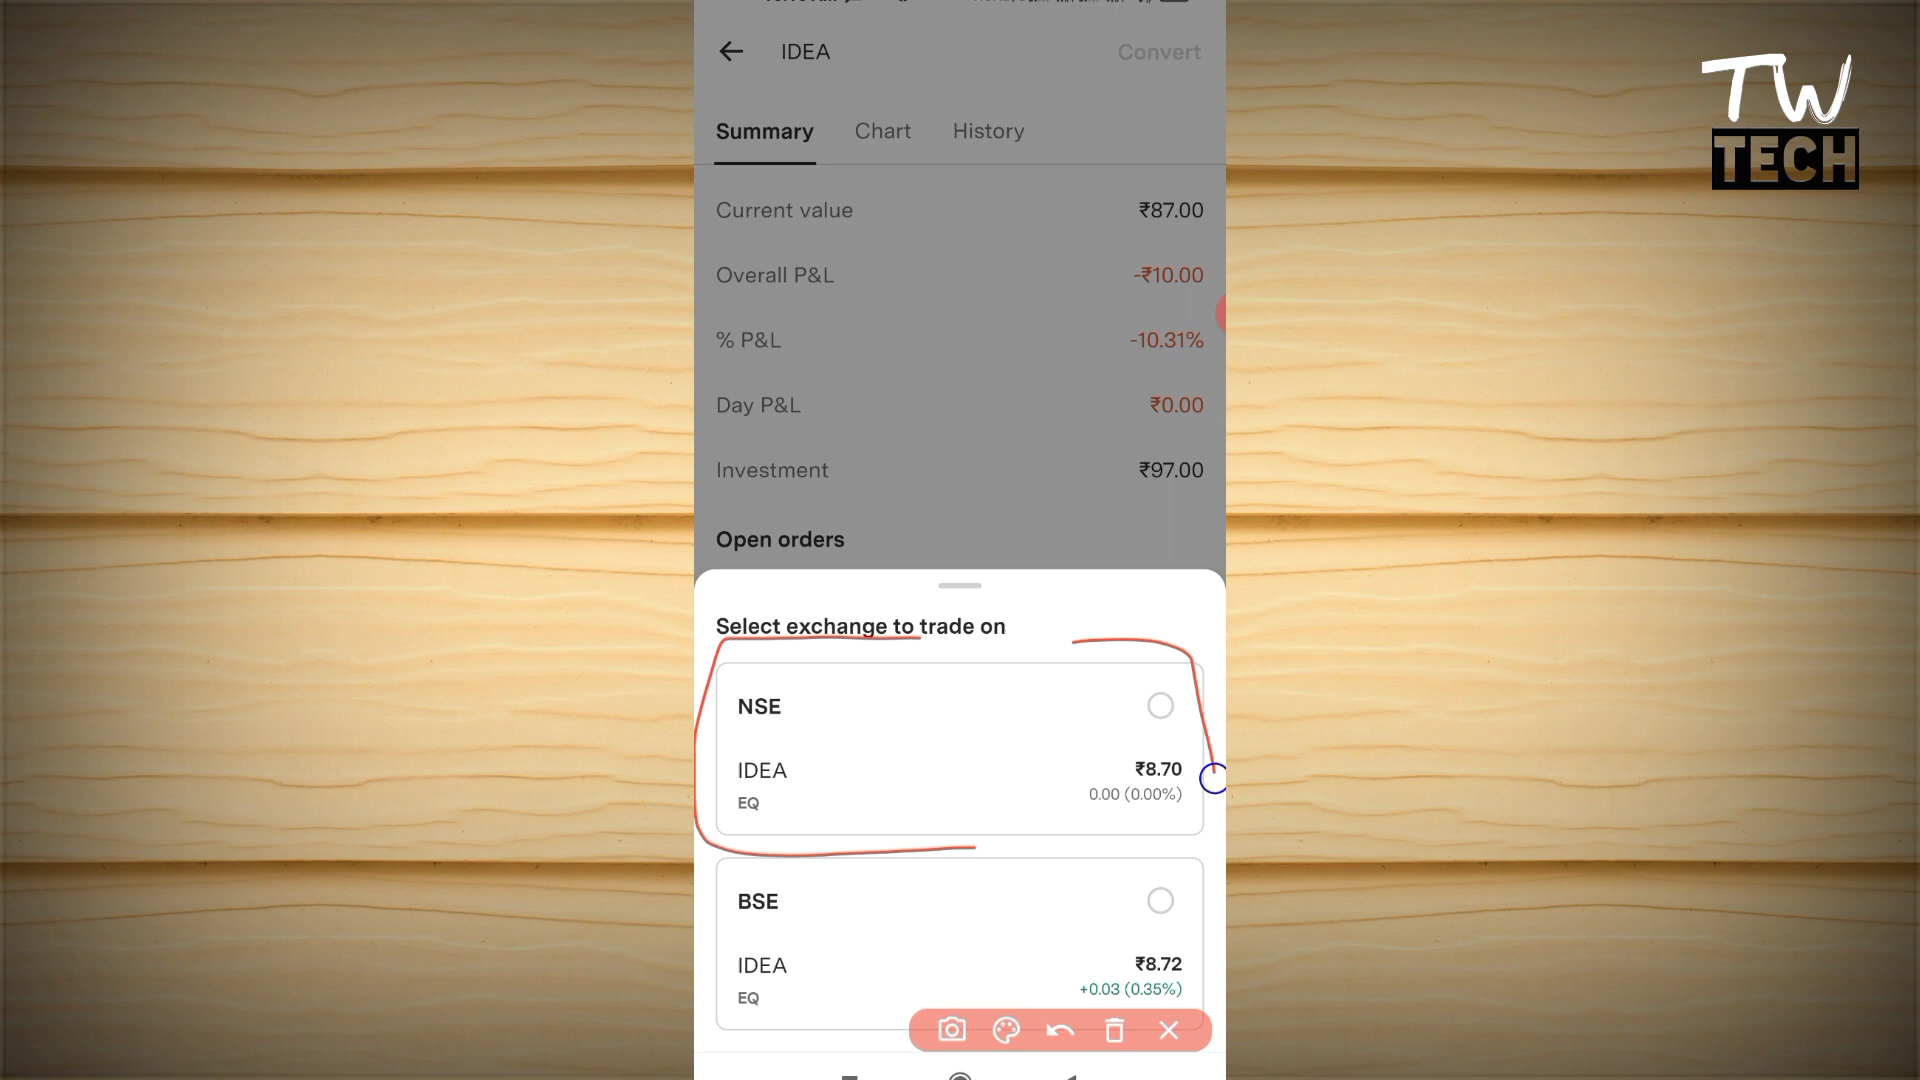 IDEA Convert
Summary Chart History
Current value ₹87.00
Overall P&L -₹10.00
% P&L -10.31%
Day P&L ₹0.00
Investment ₹97.00
Open orders
Select exchange to trade on
NSE
IDEA ₹8.70
EQ 0.00 (0.00%)
BSE
IDEA ₹8.72
EQ +0.03 (0.35%)
TW
TECH